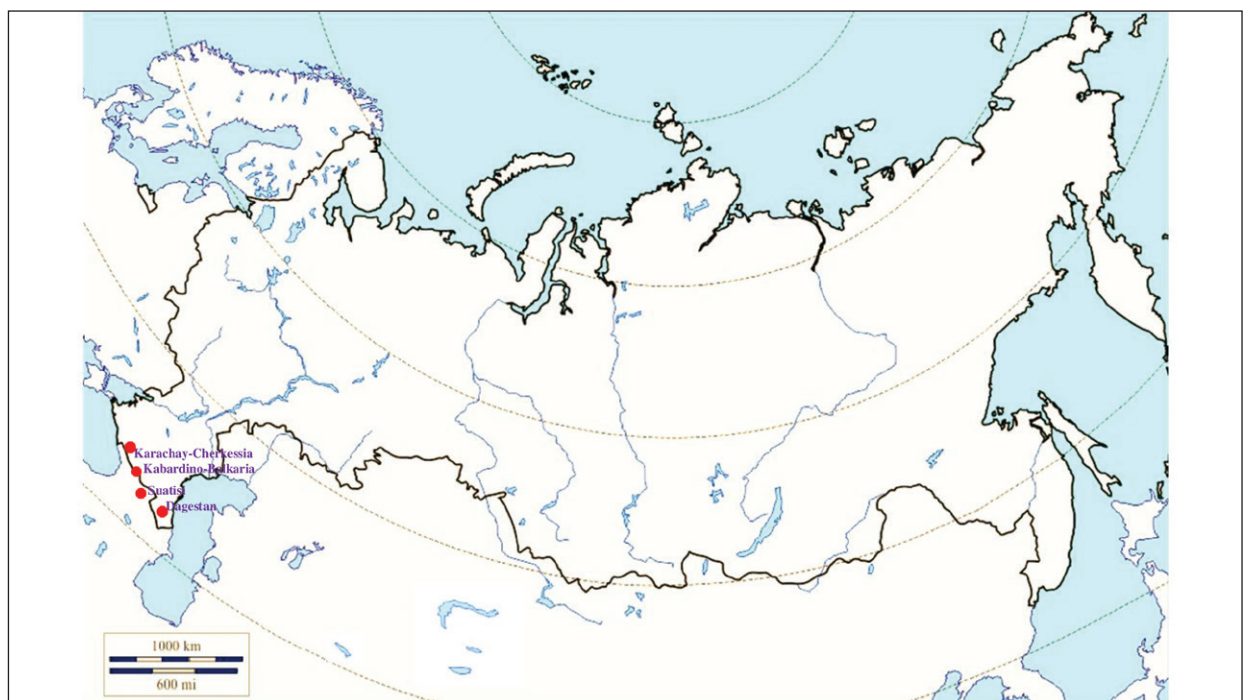 Karachay-Cherkessia
Kabardino-Balkaria
Suatisi
Dagestan
1000 km
600 mi